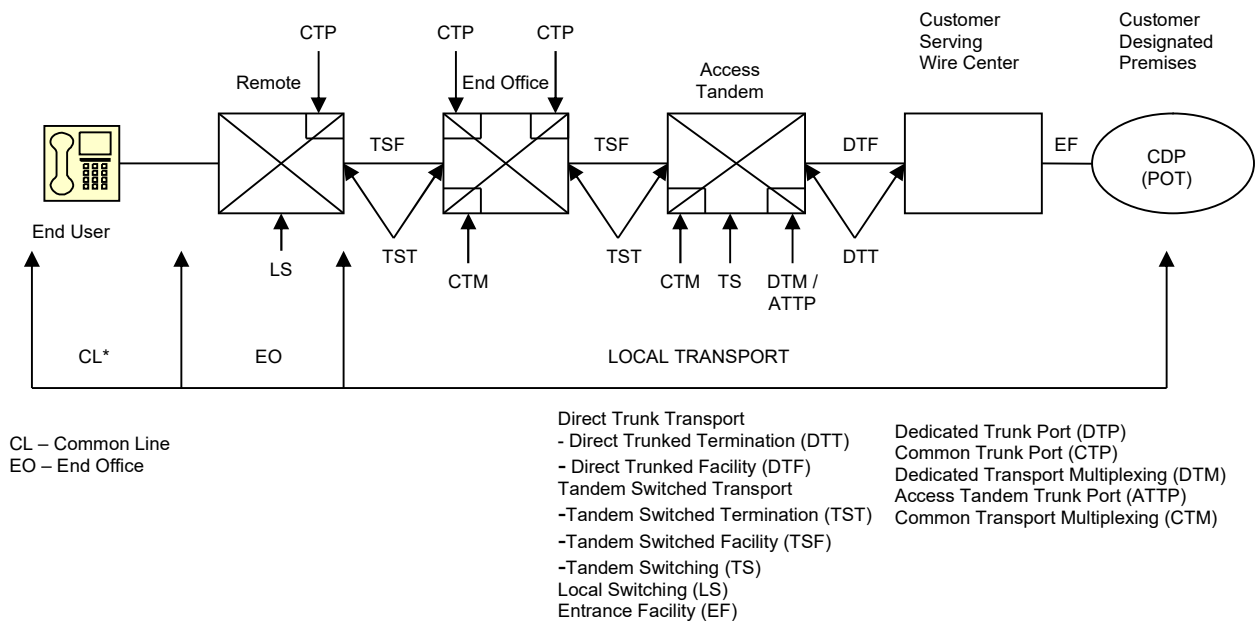 CTP
CTP
CTP
Customer
Serving
Wire Center
Customer
Designated
Premises
Remote
End Office
Access
Tandem
TSF
TSF
DTF
EF
CDP
(POT)
End User
LS
TST
CTM
TST
CTM
TS
DTM /
ATTP
DTT
CL*
EO
LOCAL TRANSPORT
CL – Common Line
EO – End Office
Direct Trunk Transport
- Direct Trunked Termination (DTT)
- Direct Trunked Facility (DTF)
Tandem Switched Transport
-Tandem Switched Termination (TST)
-Tandem Switched Facility (TSF)
-Tandem Switching (TS)
Local Switching (LS)
Entrance Facility (EF)
Dedicated Trunk Port (DTP)
Common Trunk Port (CTP)
Dedicated Transport Multiplexing (DTM)
Access Tandem Trunk Port (ATTP)
Common Transport Multiplexing (CTM)